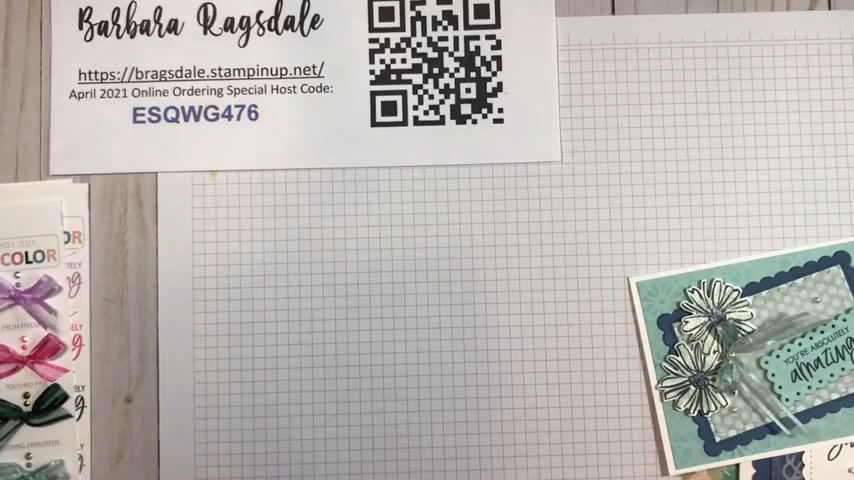 Barbara Ragsdale
https://bragsdale.stampinup.net/
April 2021 Online Ordering Special Host Code:
ESQWG476
COLOR
OR
YOU'RE ABSOLUTELY
amazing